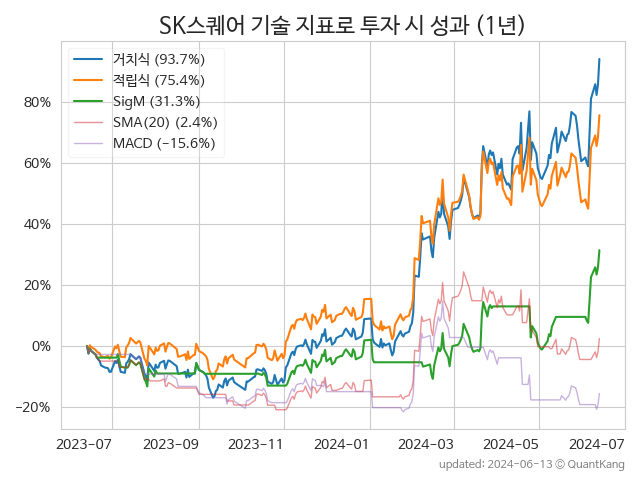 SK스퀘어 기술 지표로 투자 시 성과 (1년)
거치식 (93.7%)
적립식 (75.4%)
SigM (31.3%)
SMA(20) (2.4%)
MACD (−15.6%)
80%
60%
40%
20%
0%
−20%
2023−07 2023−09 2023−11 2024−01 2024−03 2024−05 2024−07
updated: 2024−06−13 ⓒ QuantKang